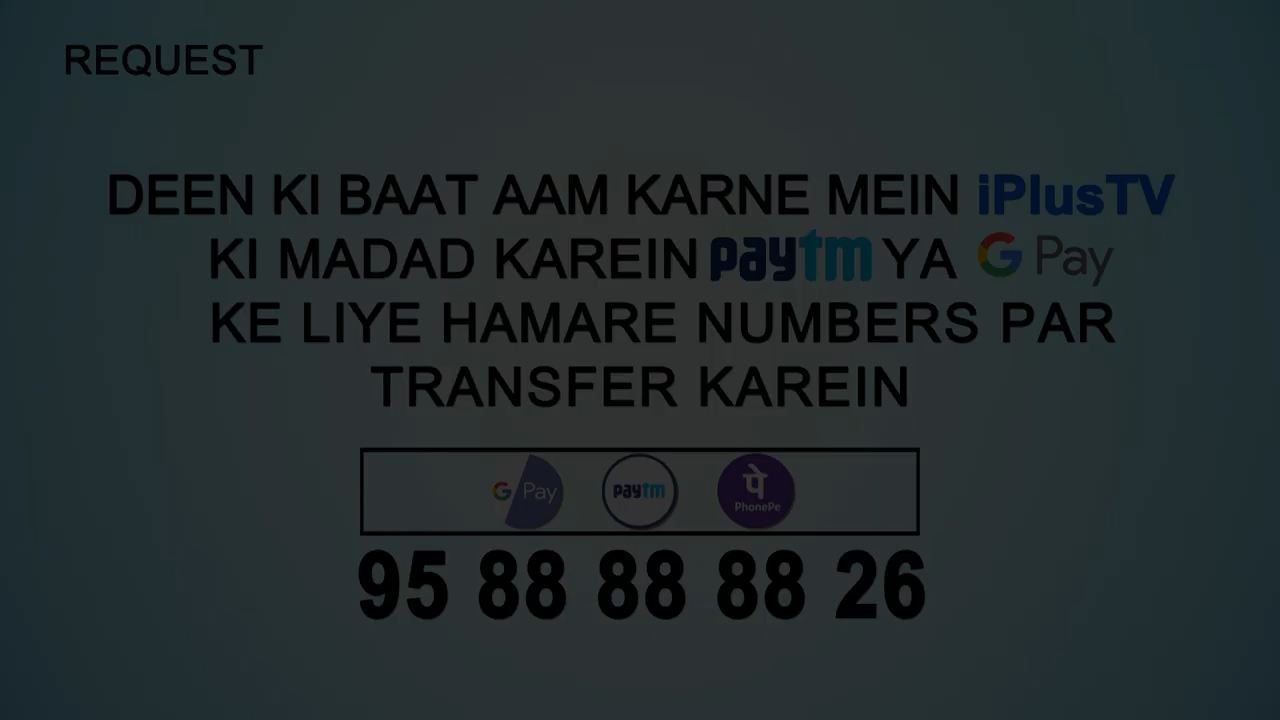 REQUEST
DEEN KI BAAT AAM KARNE MEIN iPlusTV
KI MADAD KAREIN paytm YA G Pay
KE LIYE HAMARE NUMBERS PAR
TRANSFER KAREIN
G Pay paytm पे PhonePe
95 88 88 88 26